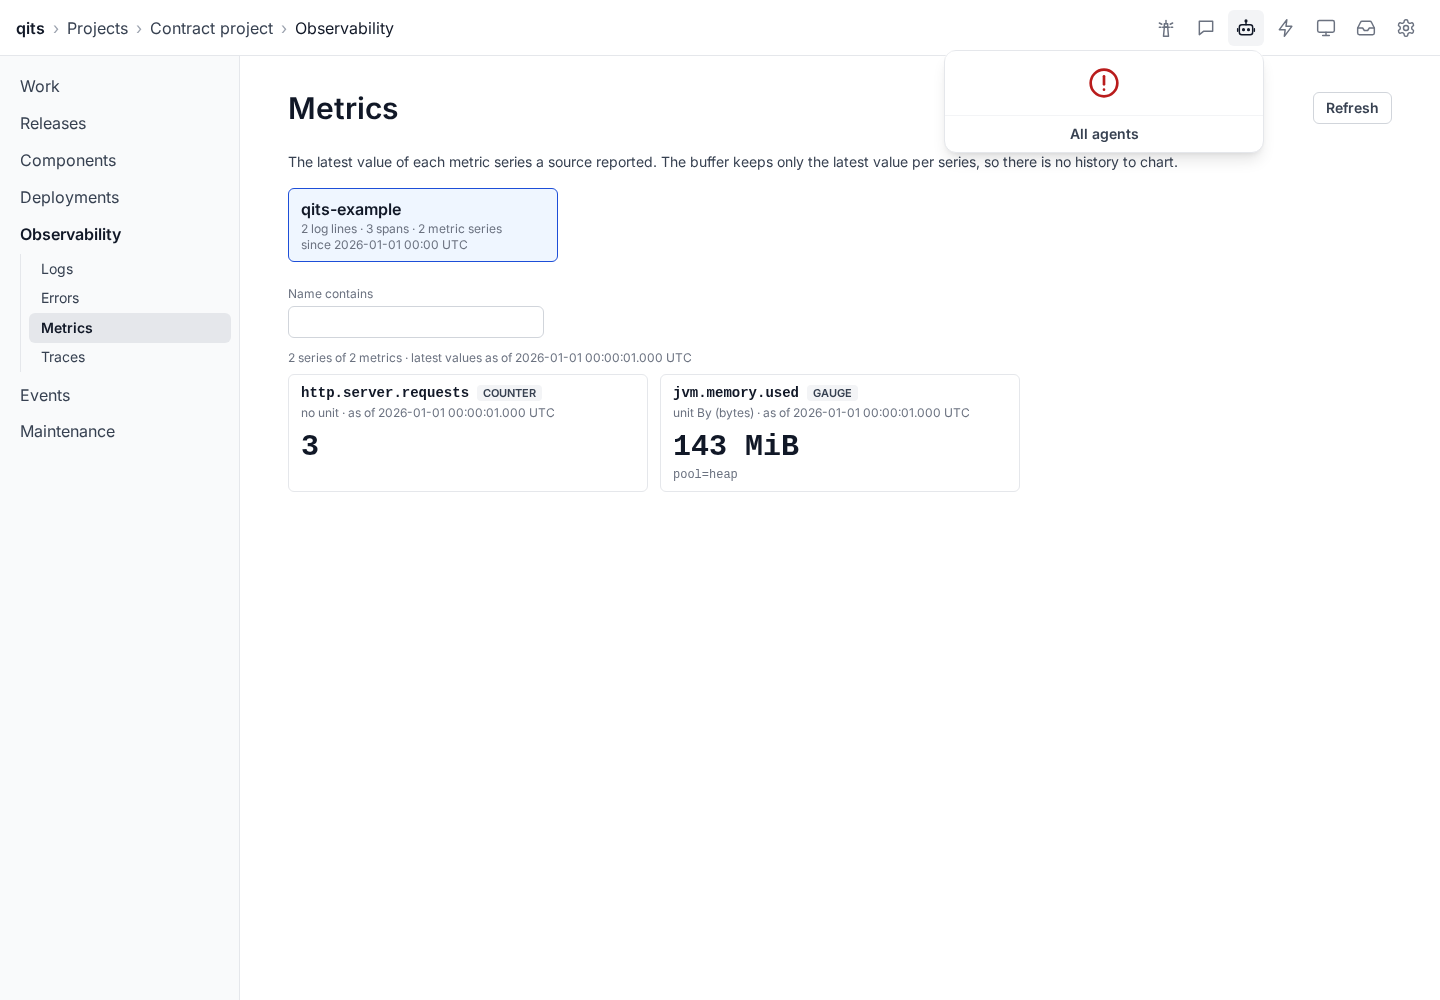 qits › Projects › Contract project › Observability
Work
Releases
Components
Deployments
Observability
Logs
Errors
Metrics
Traces
Events
Maintenance
All agents
Metrics
Refresh
The latest value of each metric series a source reported. The buffer keeps only the latest value per series, so there is no history to chart.
qits-example
2 log lines · 3 spans · 2 metric series
since 2026-01-01 00:00 UTC
Name contains
2 series of 2 metrics · latest values as of 2026-01-01 00:00:01.000 UTC
http.server.requests COUNTER
no unit · as of 2026-01-01 00:00:01.000 UTC
3
jvm.memory.used GAUGE
unit By (bytes) · as of 2026-01-01 00:00:01.000 UTC
143 MiB
pool=heap